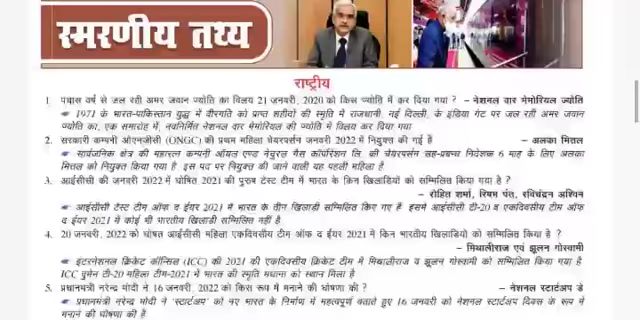 स्मरणीय तथ्य
राष्ट्रीय
1. पचास वर्ष से जल रही अमर जवान ज्योति का विलय 21 जनवरी, 2020 को किस ज्योति में कर दिया गया ? – नेशनल वार मेमोरियल ज्योति
☛ 1971 के भारत-पाकिस्तान युद्ध में वीरगति को प्राप्त शहीदों की स्मृति में राजधानी, नई दिल्ली, के इंडिया गेट पर जल रही अमर जवान
ज्योति का, एक समारोह में, नवनिर्मित नेशनल वार मेमोरियल की ज्योति में विलय कर दिया गया
2. सरकारी कम्पनी ओएनजीसी (ONGC) की प्रथम महिला चेयरपर्सन जनवरी 2022 में नियुक्त की गई हैं – अलका मित्तल
☛ सार्वजनिक क्षेत्र की महारत्न कम्पनी ऑयल एण्ड नेचुरल गैस कॉर्पोरेशन लि. की चेयरपर्सन सह-प्रबन्ध निदेशक 6 माह के लिए अलका
मित्तल को नियुक्त किया गया है. इस पद पर नियुक्त की जाने वाली यह पहली महिला हैं
3. आईसीसी की जनवरी 2022 में घोषित 2021 की पुरुष टेस्ट टीम में भारत के किन खिलाड़ियों को सम्मिलित किया गया है ?
– रोहित शर्मा, रिषभ पंत, रविचंद्रन अश्विन
☛ आईसीसी टेस्ट टीम ऑफ द ईयर 2021 में भारत के तीन खिलाड़ी सम्मिलित किए गए हैं. इसमें आईसीसी टी-20 व एकदिवसीय टीम ऑफ
द ईयर 2021 में कोई भी भारतीय खिलाड़ी सम्मिलित नहीं है
4. 20 जनवरी, 2022 को घोषत आईसीसी महिला एकदिवसीय टीम ऑफ द ईयर 2021 में किन भारतीय खिलाड़ियों को सम्मिलित किया है ?
– मिथालीराज एवं झूलन गोस्वामी
☛ इंटरनेशनल क्रिकेट कौन्सिल (ICC) की 2021 की एकदिवसीय क्रिकेट टीम में मिथालीराज व झूलन गोस्वामी को सम्मिलित किया गया है.
ICC वुमेन टी-20 महिला टीम-2021 में भारत की स्मृति मंधाना को स्थान मिला है
5. प्रधानमंत्री नरेन्द्र मोदी ने 16 जनवरी, 2022 को किस रूप में मनाने की घोषणा की ? – नेशनल स्टार्टअप डे
☛ प्रधानमंत्री नरेन्द्र मोदी ने 'स्टार्टअप' को नए भारत के निर्माण में महत्वपूर्ण बताते हुए 16 जनवरी को नेशनल स्टार्टअप दिवस के रूप में
मनाने की घोषणा की है